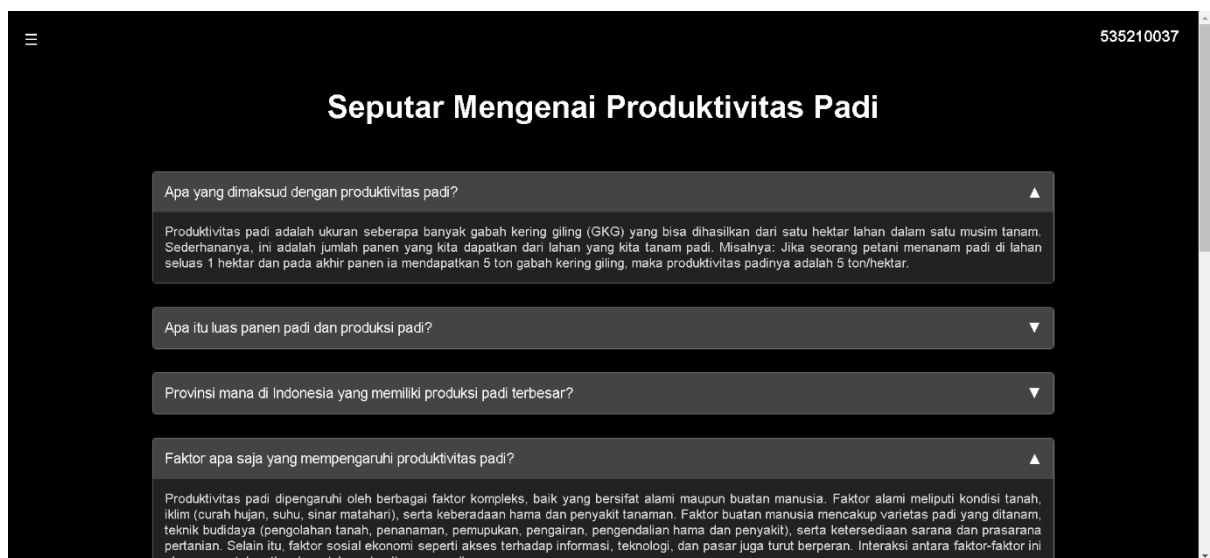 ☰
535210037
Seputar Mengenai Produktivitas Padi
Apa yang dimaksud dengan produktivitas padi? ▲
Produktivitas padi adalah ukuran seberapa banyak gabah kering giling (GKG) yang bisa dihasilkan dari satu hektar lahan dalam satu musim tanam.
Sederhananya, ini adalah jumlah panen yang kita dapatkan dari lahan yang kita tanam padi. Misalnya: Jika seorang petani menanam padi di lahan
seluas 1 hektar dan pada akhir panen ia mendapatkan 5 ton gabah kering giling, maka produktivitas padinya adalah 5 ton/hektar.
Apa itu luas panen padi dan produksi padi? ▼
Provinsi mana di Indonesia yang memiliki produksi padi terbesar? ▼
Faktor apa saja yang mempengaruhi produktivitas padi? ▲
Produktivitas padi dipengaruhi oleh berbagai faktor kompleks, baik yang bersifat alami maupun buatan manusia. Faktor alami meliputi kondisi tanah,
iklim (curah hujan, suhu, sinar matahari), serta keberadaan hama dan penyakit tanaman. Faktor buatan manusia mencakup varietas padi yang ditanam,
teknik budidaya (pengolahan tanah, penanaman, pemupukan, pengairan, pengendalian hama dan penyakit), serta ketersediaan sarana dan prasarana
pertanian. Selain itu, faktor sosial ekonomi seperti akses terhadap informasi, teknologi, dan pasar juga turut berperan. Interaksi antara faktor-faktor ini